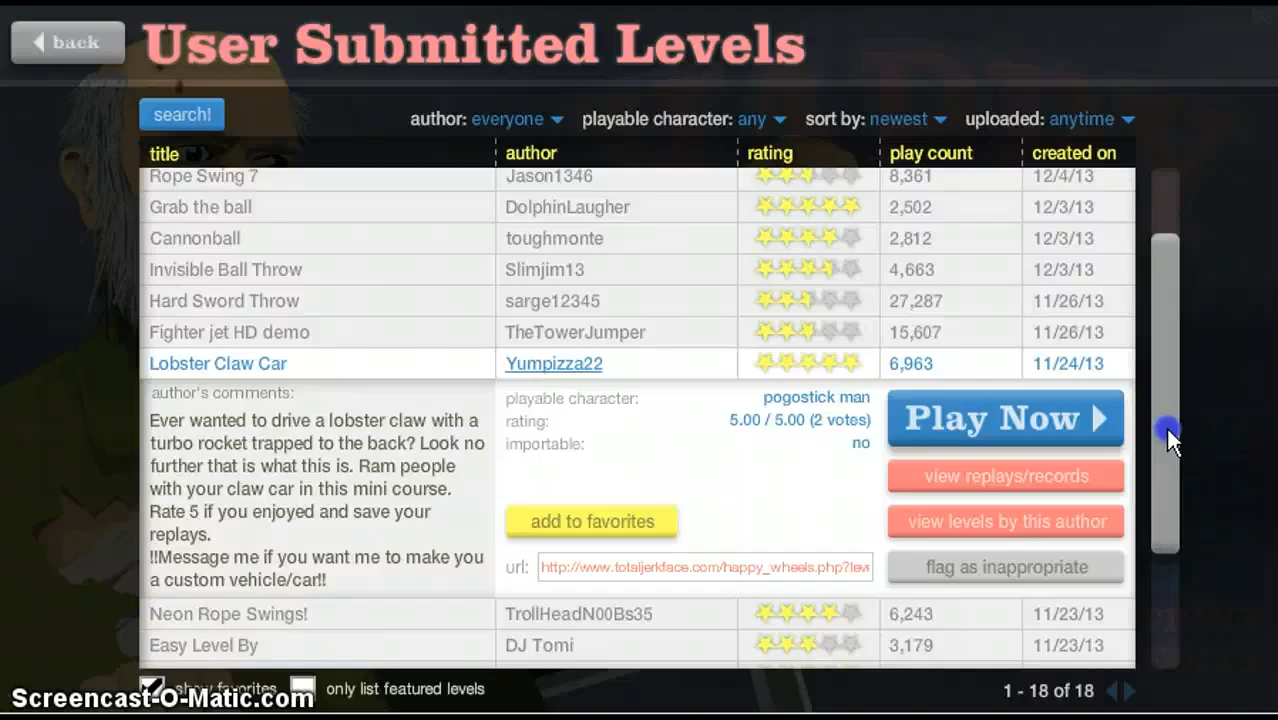 back
User Submitted Levels
search!
author: everyone
playable character: any
sort by: newest
uploaded: anytime
title author rating play count created on
Rope Swing 7 Jason1346 8,361 12/4/13
Grab the ball DolphinLaugher 2,502 12/3/13
Cannonball toughmonte 2,812 12/3/13
Invisible Ball Throw Slimjim13 4,663 12/3/13
Hard Sword Throw sarge12345 27,287 11/26/13
Fighter jet HD demo TheTowerJumper 15,607 11/26/13
Lobster Claw Car Yumpizza22 6,963 11/24/13
author's comments:
Ever wanted to drive a lobster claw with a
turbo rocket trapped to the back? Look no
further that is what this is. Ram people
with your claw car in this mini course.
Rate 5 if you enjoyed and save your
replays.
!!Message me if you want me to make you
a custom vehicle/car!!
playable character: pogostick man
rating: 5.00 / 5.00 (2 votes)
importable: no
add to favorites
url: http://www.totaljerkface.com/happy_wheels.php?leve
Play Now
view replays/records
view levels by this author
flag as inappropriate
Neon Rope Swings! TrollHeadN00Bs35 6,243 11/23/13
Easy Level By DJ Tomi 3,179 11/23/13
show favorites
only list featured levels
1 - 18 of 18
Screencast-O-Matic.com